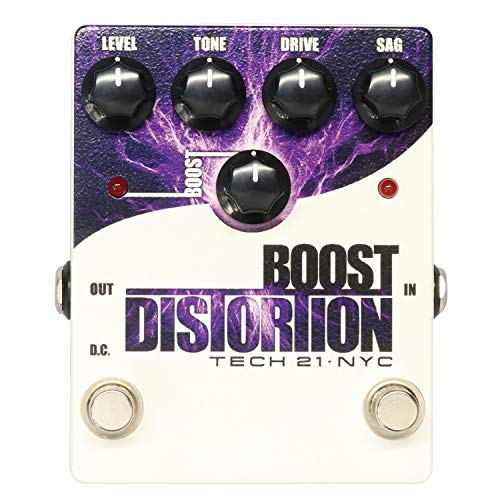 LEVEL TONE DRIVE SAG
BOOST
BOOST
OUT IN
DISTORTION
D.C. TECH 21·NYC